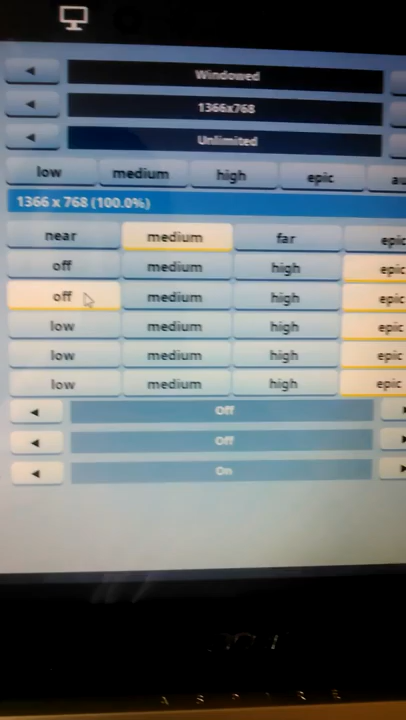 Windowed
1366x768
Unlimited
low medium high epic au
1366 x 768 (100.0%)
near medium far epic
off medium high epic
off medium high epic
low medium high epic
low medium high epic
low medium high epic
Off
Off
On
acer
A S P I R E